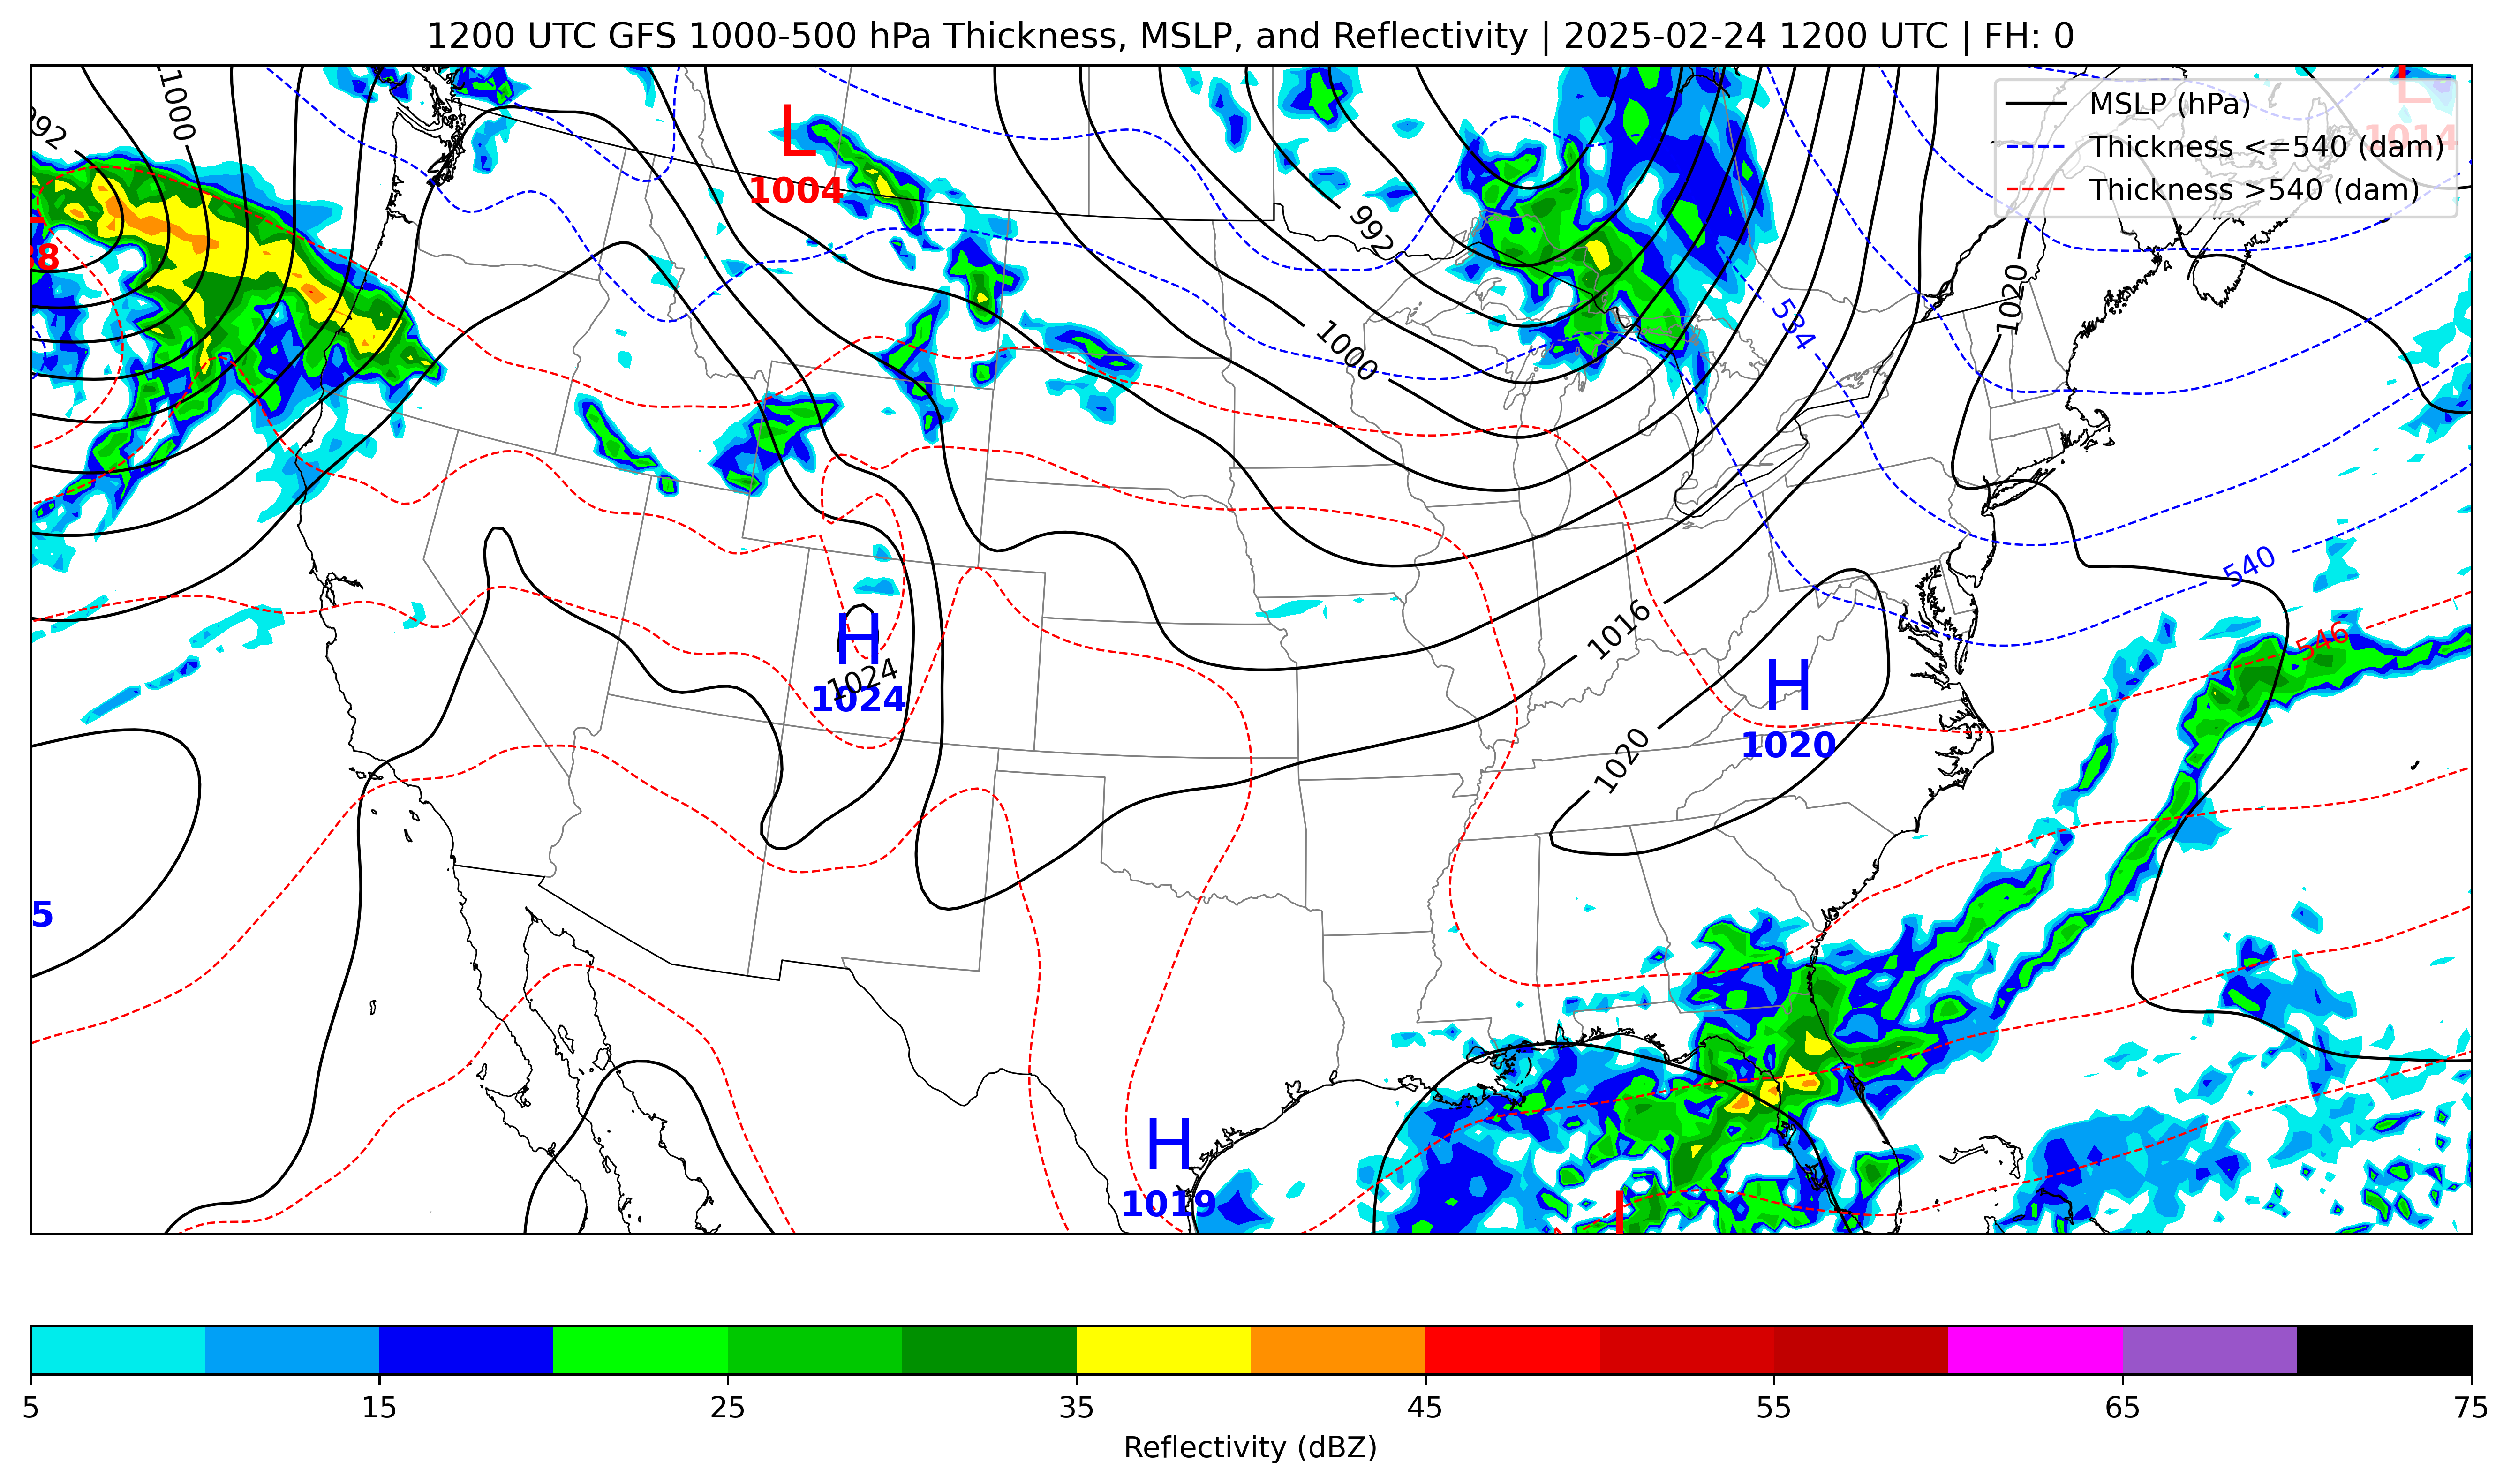 1200 UTC GFS 1000-500 hPa Thickness, MSLP, and Reflectivity | 2025-02-24 1200 UTC | FH: 0
MSLP (hPa)
Thickness <=540 (dam)
Thickness >540 (dam)
L
1014
992
1000
L
1004
8
992
1000
534
1020
540
546
H
1024
1024
1016
H
1020
1020
5
H
1019
L
5 15 25 35 45 55 65 75
Reflectivity (dBZ)